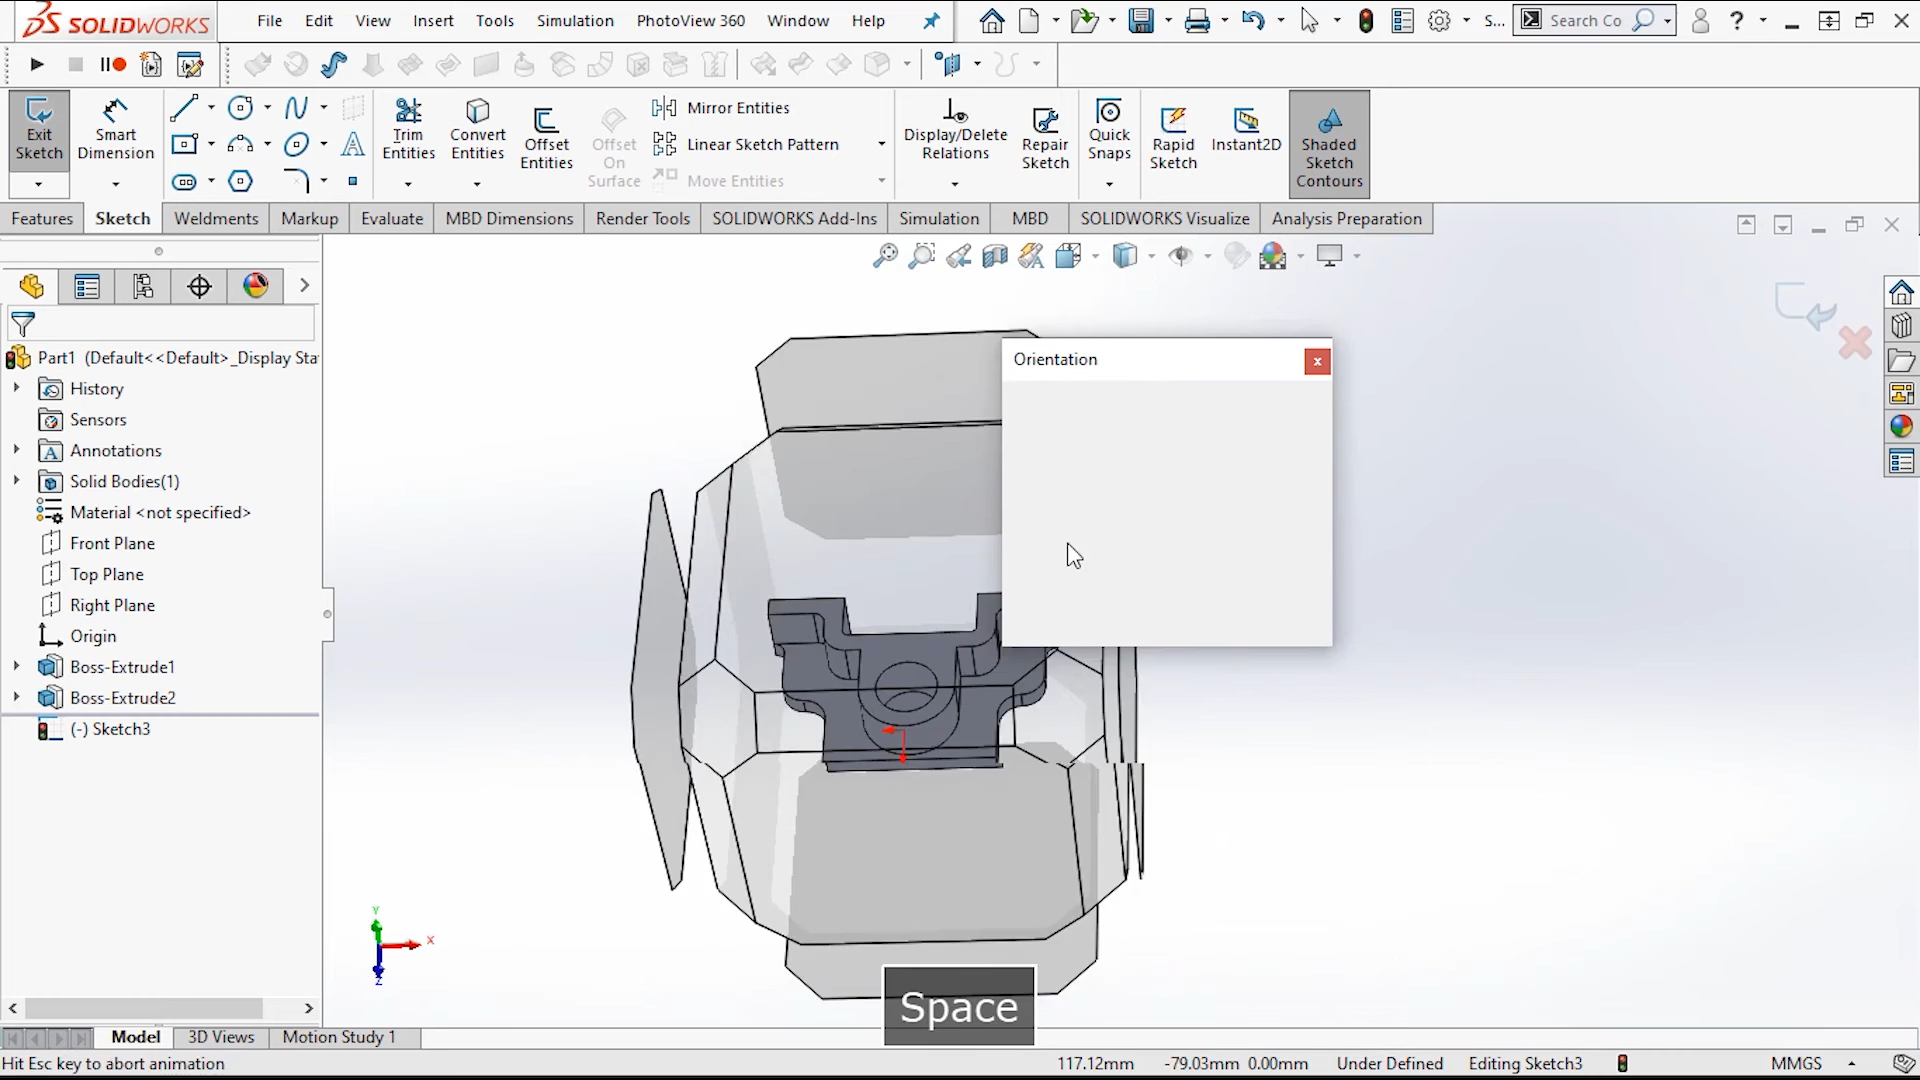 SOLIDWORKS File Edit View Insert Tools Simulation PhotoView 360 Window Help S... Search Co ?
Exit Sketch
Smart Dimension
Trim Entities
Convert Entities
Offset Entities
Offset On Surface
Mirror Entities
Linear Sketch Pattern
Move Entities
Display/Delete Relations
Repair Sketch
Quick Snaps
Rapid Sketch
Instant2D
Shaded Sketch Contours
Features Sketch Weldments Markup Evaluate MBD Dimensions Render Tools SOLIDWORKS Add-Ins Simulation MBD SOLIDWORKS Visualize Analysis Preparation
Part1 (Default<<Default>_Display Sta
History
Sensors
Annotations
Solid Bodies(1)
Material <not specified>
Front Plane
Top Plane
Right Plane
Origin
Boss-Extrude1
Boss-Extrude2
(-) Sketch3
Orientation
x
Y
X
Z
Space
Model 3D Views Motion Study 1
Hit Esc key to abort animation 117.12mm -79.03mm 0.00mm Under Defined Editing Sketch3 MMGS